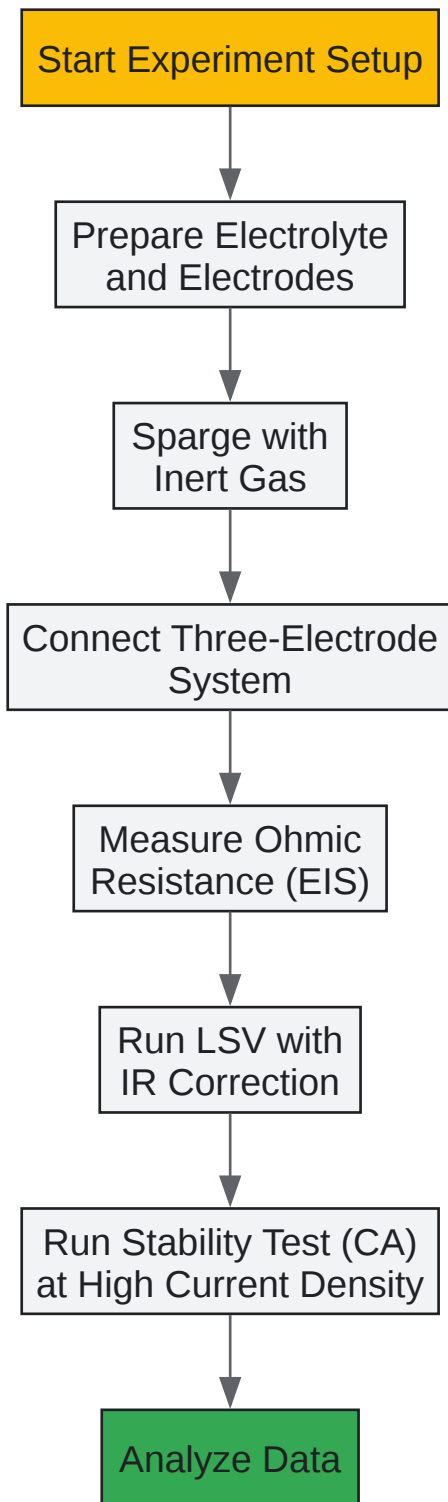 Start Experiment Setup
Prepare Electrolyte
and Electrodes
Sparge with
Inert Gas
Connect Three-Electrode
System
Measure Ohmic
Resistance (EIS)
Run LSV with
IR Correction
Run Stability Test (CA)
at High Current Density
Analyze Data